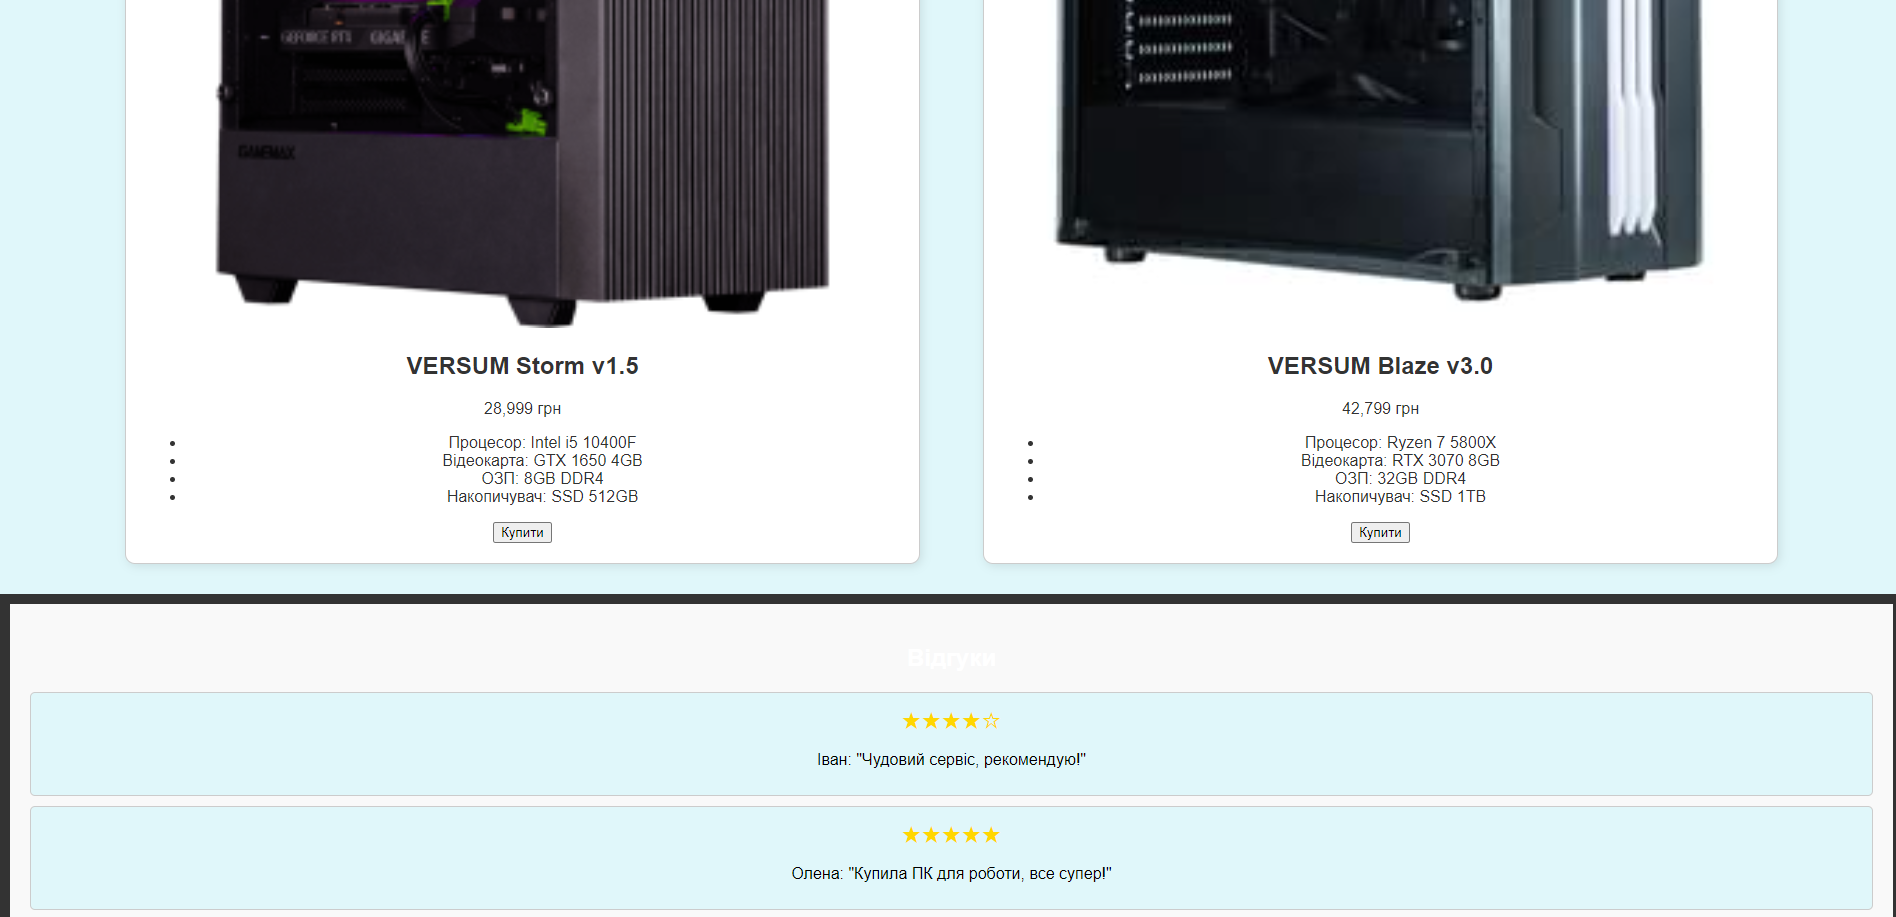 GEFORCE RTX GIGABYTE
GAMEMAX
VERSUM Storm v1.5
28,999 грн
Процесор: Intel i5 10400F
Відеокарта: GTX 1650 4GB
ОЗП: 8GB DDR4
Накопичувач: SSD 512GB
Купити
VERSUM Blaze v3.0
42,799 грн
Процесор: Ryzen 7 5800X
Відеокарта: RTX 3070 8GB
ОЗП: 32GB DDR4
Накопичувач: SSD 1TB
Купити
Відгуки
★★★★☆
Іван: "Чудовий сервіс, рекомендую!"
★★★★★
Олена: "Купила ПК для роботи, все супер!"